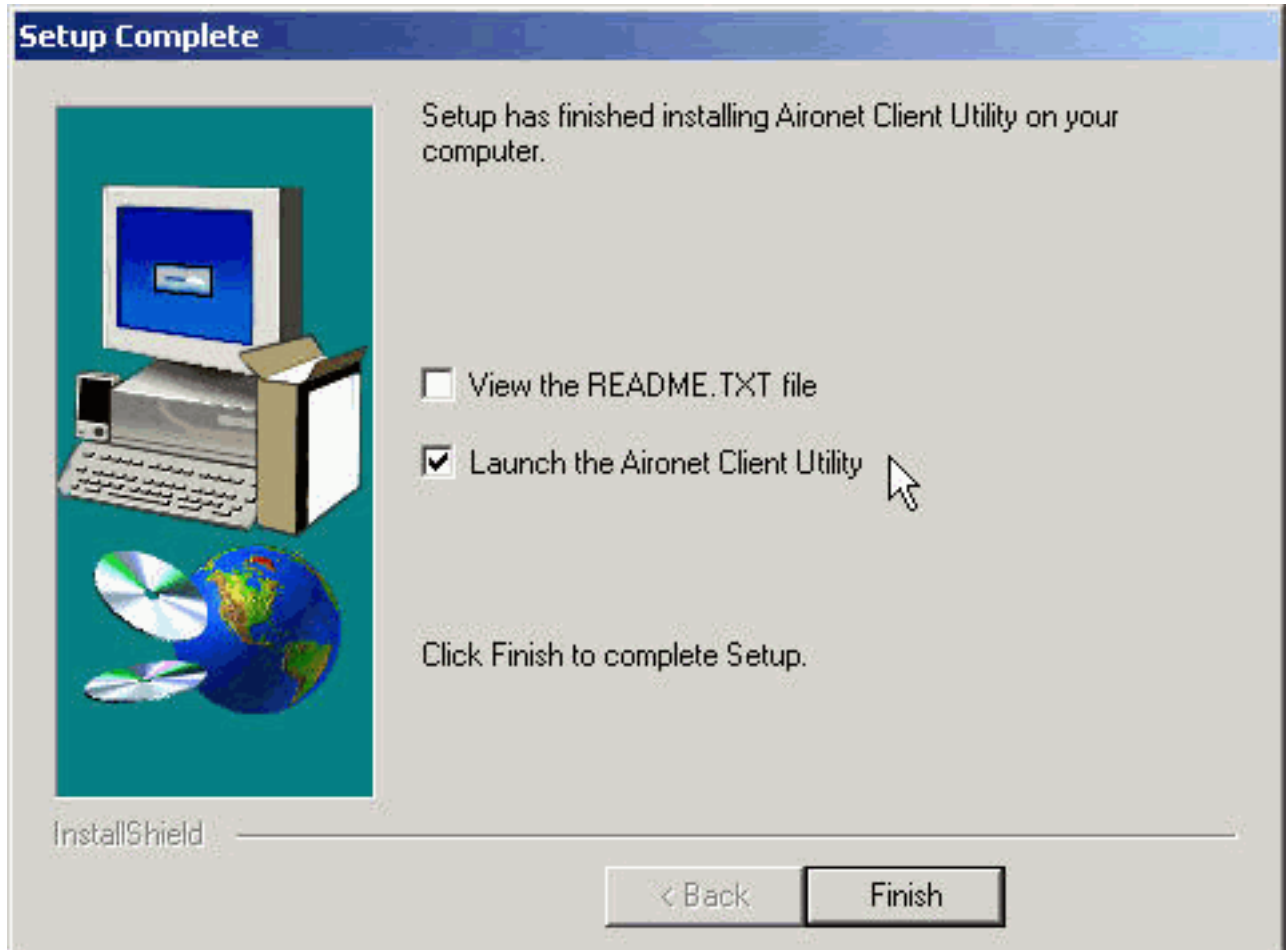 Setup Complete
Setup has finished installing Aironet Client Utility on your
computer.
View the README.TXT file
Launch the Aironet Client Utility
Click Finish to complete Setup.
InstallShield
< Back
Finish